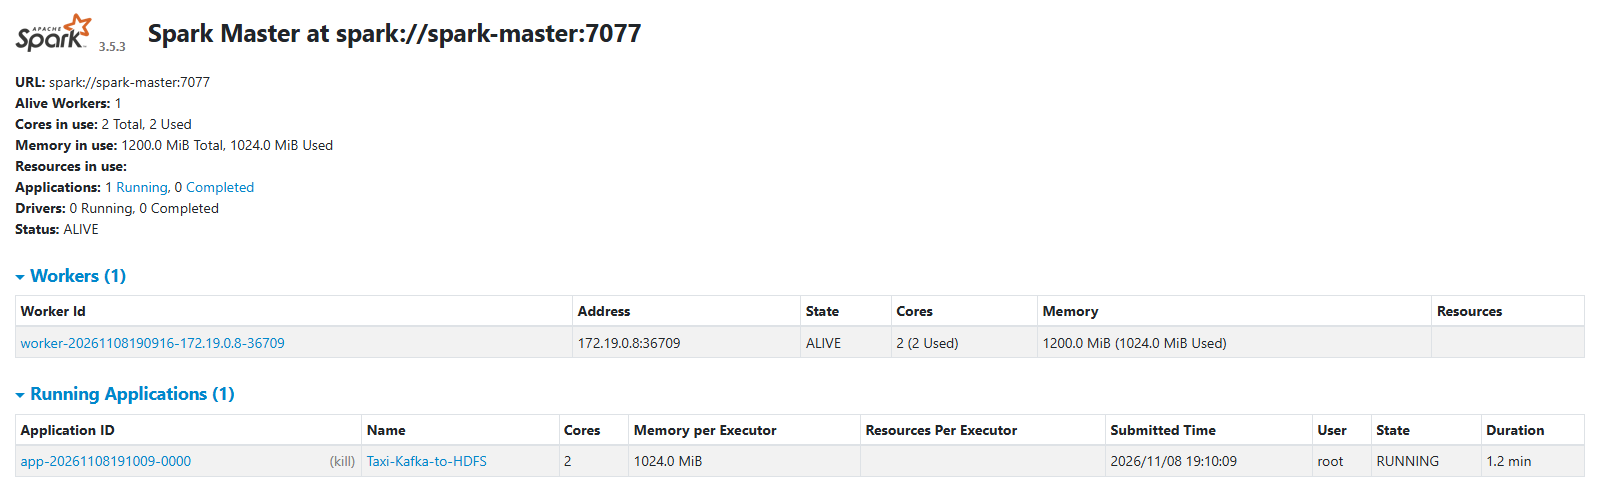 APACHE
Spark 3.5.3 Spark Master at spark://spark-master:7077
URL: spark://spark-master:7077
Alive Workers: 1
Cores in use: 2 Total, 2 Used
Memory in use: 1200.0 MiB Total, 1024.0 MiB Used
Resources in use:
Applications: 1 Running, 0 Completed
Drivers: 0 Running, 0 Completed
Status: ALIVE
Workers (1)
Worker Id Address State Cores Memory Resources
worker-20261108190916-172.19.0.8-36709 172.19.0.8:36709 ALIVE 2 (2 Used) 1200.0 MiB (1024.0 MiB Used)
Running Applications (1)
Application ID Name Cores Memory per Executor Resources Per Executor Submitted Time User State Duration
app-20261108191009-0000 (kill) Taxi-Kafka-to-HDFS 2 1024.0 MiB 2026/11/08 19:10:09 root RUNNING 1.2 min